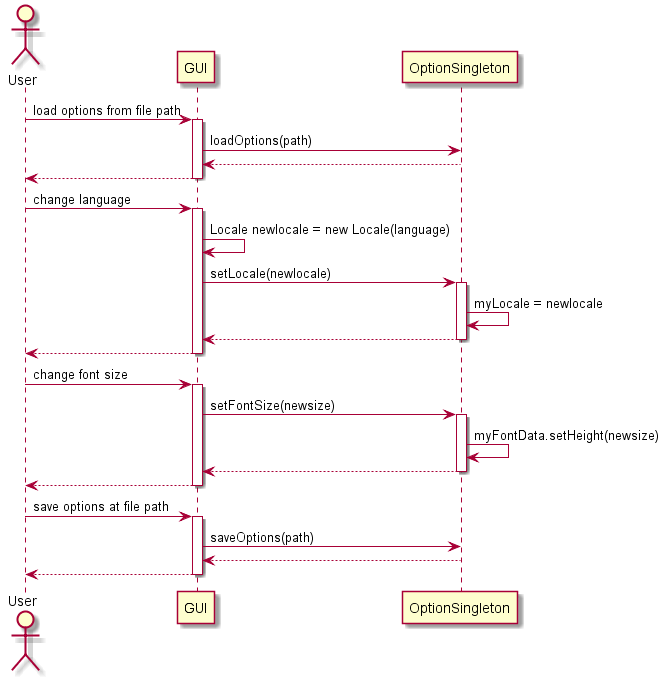 User
GUI
OptionSingleton
load options from file path
loadOptions(path)
change language
Locale newlocale = new Locale(language)
setLocale(newlocale)
myLocale = newlocale
change font size
setFontSize(newsize)
myFontData.setHeight(newsize)
save options at file path
saveOptions(path)
User
GUI
OptionSingleton